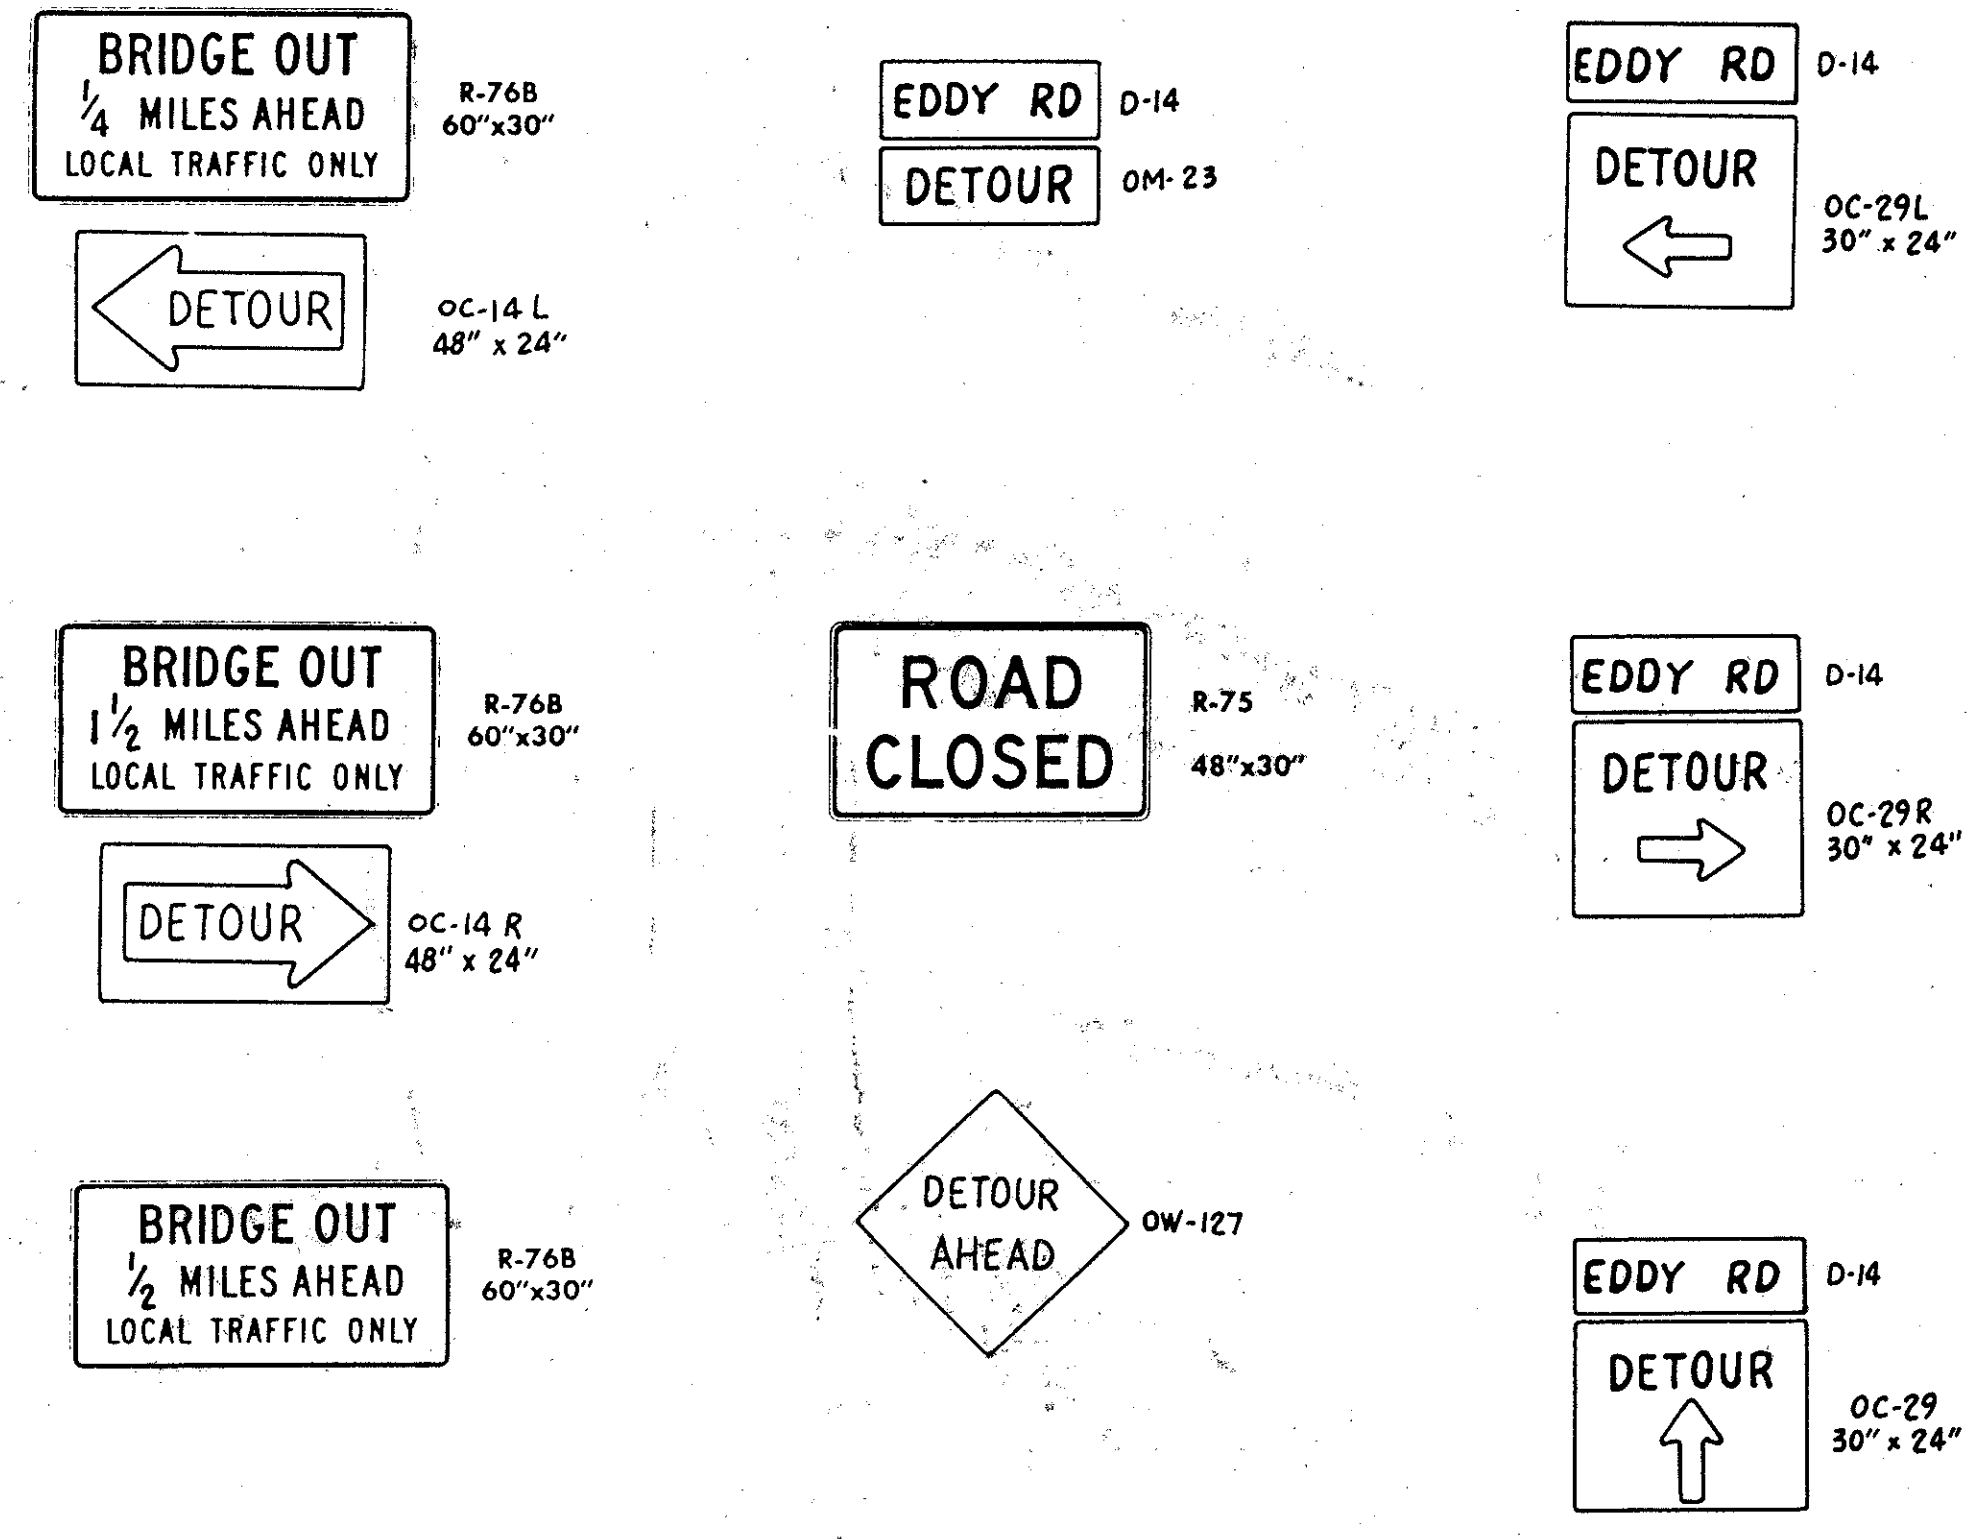 BRIDGE OUT
1/4 MILES AHEAD
LOCAL TRAFFIC ONLY
R-76B
60"x30"
DETOUR
OC-14 L
48" x 24"
EDDY RD
D-14
DETOUR
OM-23
EDDY RD
D-14
DETOUR
OC-29L
30" x 24"
BRIDGE OUT
1 1/2 MILES AHEAD
LOCAL TRAFFIC ONLY
R-76B
60"x30"
DETOUR
OC-14 R
48" x 24"
ROAD
CLOSED
R-75
48"x30"
EDDY RD
D-14
DETOUR
OC-29R
30" x 24"
BRIDGE OUT
1/2 MILES AHEAD
LOCAL TRAFFIC ONLY
R-76B
60"x30"
DETOUR
AHEAD
OW-127
EDDY RD
D-14
DETOUR
OC-29
30" x 24"